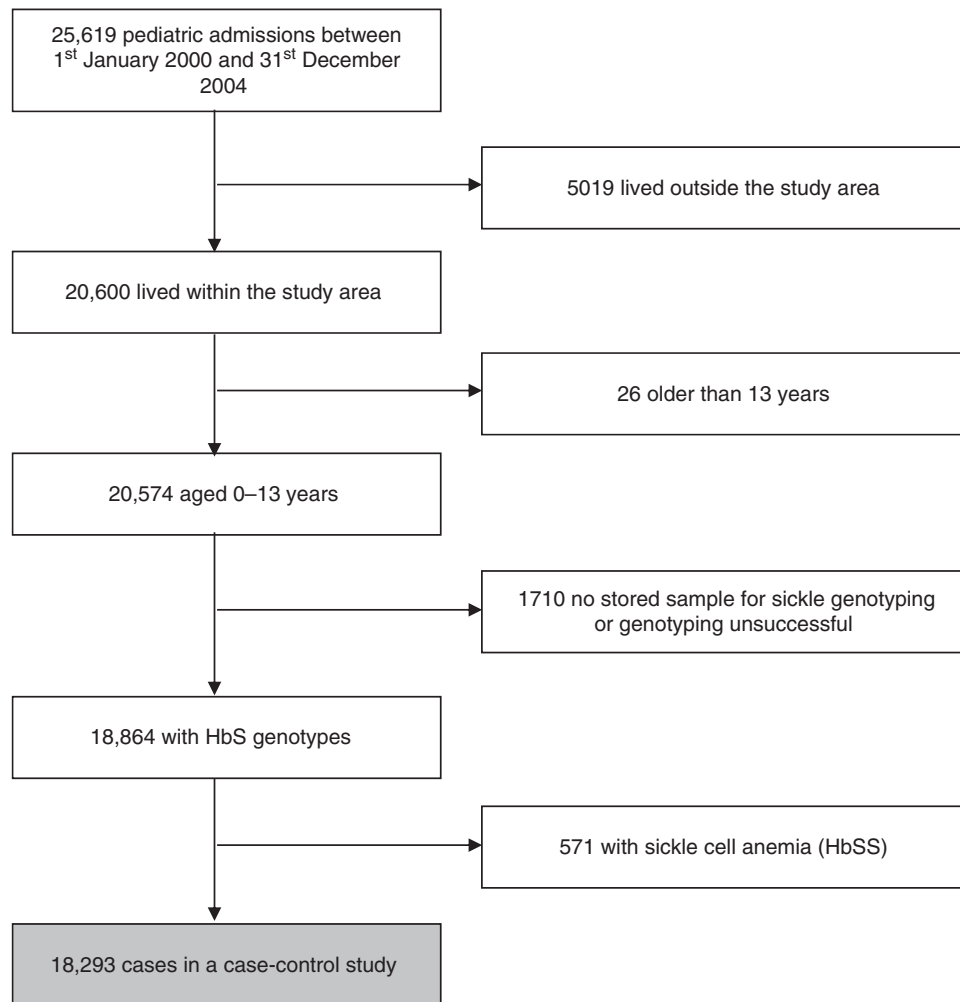 25,619 pediatric admissions between
1st January 2000 and 31st December
2004
5019 lived outside the study area
20,600 lived within the study area
26 older than 13 years
20,574 aged 0–13 years
1710 no stored sample for sickle genotyping
or genotyping unsuccessful
18,864 with HbS genotypes
571 with sickle cell anemia (HbSS)
18,293 cases in a case-control study